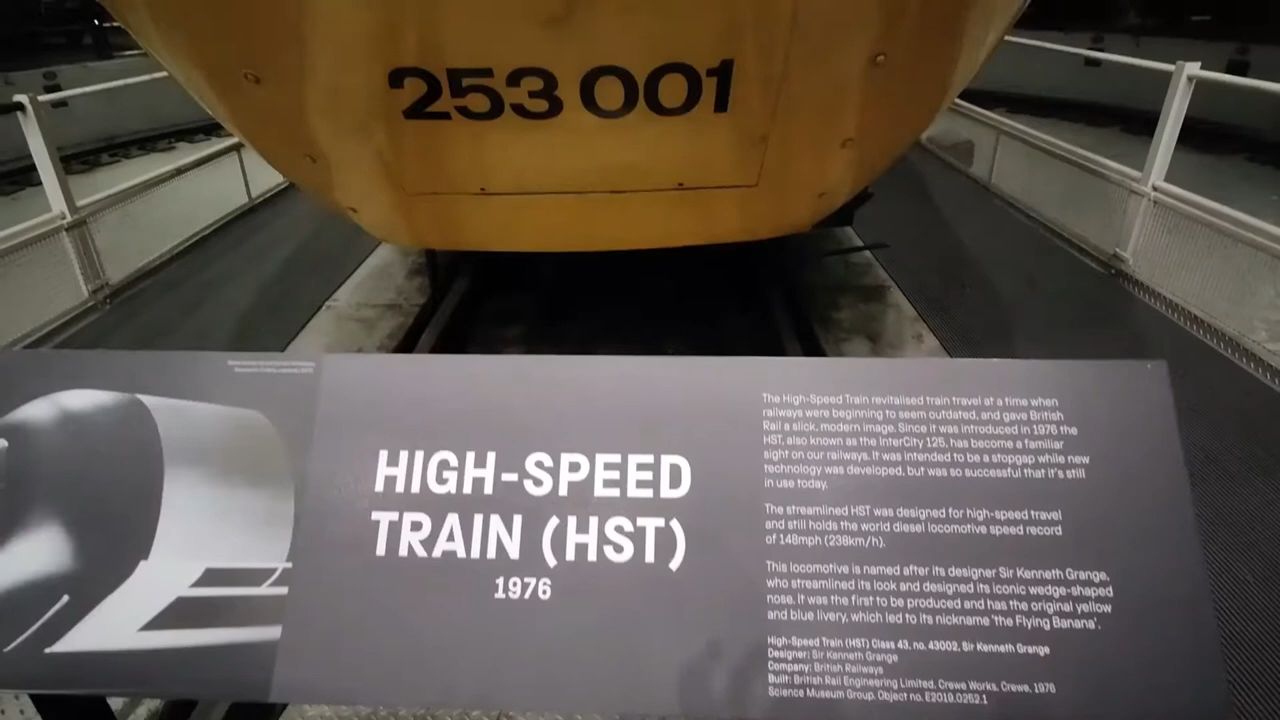 253 001
HIGH-SPEED
TRAIN (HST)
1976
The High-Speed Train revitalised train travel at a time when
railways were beginning to seem outdated, and gave British
Rail a slick, modern image. Since it was introduced in 1976 the
HST, also known as the InterCity 125, has become a familiar
sight on our railways. It was intended to be a stopgap while new
technology was developed, but was so successful that it's still
in use today.
The streamlined HST was designed for high-speed travel
and still holds the world diesel locomotive speed record
of 148mph (238km/h).
This locomotive is named after its designer Sir Kenneth Grange,
who streamlined its look and designed its iconic wedge-shaped
nose. It was the first to be produced and has the original yellow
and blue livery, which led to its nickname 'the Flying Banana'.
High-Speed Train (HST) Class 43, no. 43002, Sir Kenneth Grange
Designer: Sir Kenneth Grange
Company: British Railways
Built: British Rail Engineering Limited, Crewe Works, Crewe, 1976
Science Museum Group. Object no. E2019.0252.1